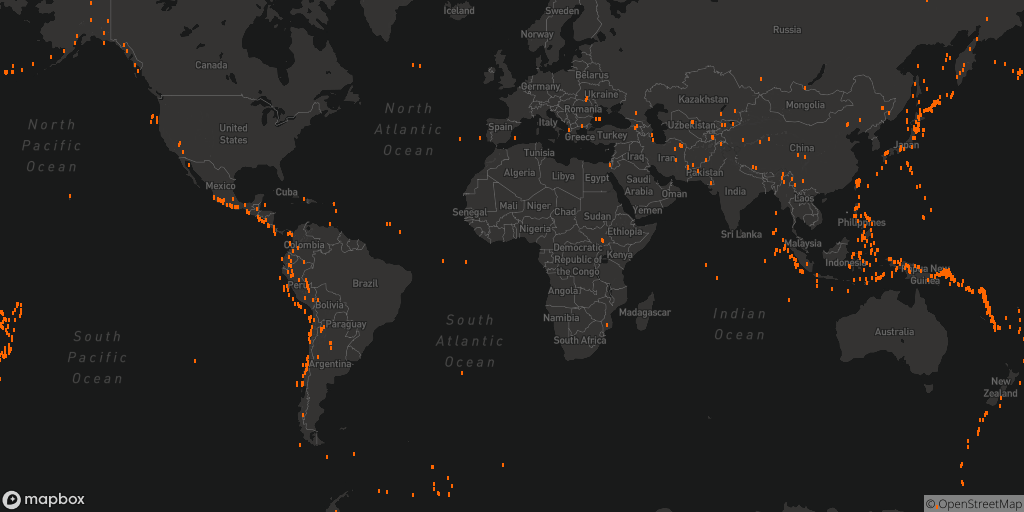 Iceland
Sweden
Norway
Russia
Canada
Belarus
Germany
Ukraine
Kazakhstan
Mongolia
Romania
North
Atlantic
Ocean
North
Pacific
Ocean
United
States
Spain
Italy
Greece
Turkey
Uzbekistan
China
Japan
Tunisia
Iraq
Iran
Pakistan
Algeria
Libya
Egypt
Saudi
Arabia
Oman
India
Laos
Mexico
Cuba
Senegal
Mali
Niger
Chad
Sudan
Yemen
Nigeria
Ethiopia
Sri Lanka
Philippines
Malaysia
Colombia
Democratic
Republic of
the Congo
Kenya
Indonesia
Papua New
Guinea
Peru
Brazil
Angola
Bolivia
Namibia
Madagascar
Paraguay
South Africa
Indian
Ocean
Australia
South
Pacific
Ocean
South
Atlantic
Ocean
Argentina
New
Zealand
mapbox
© OpenStreetMap